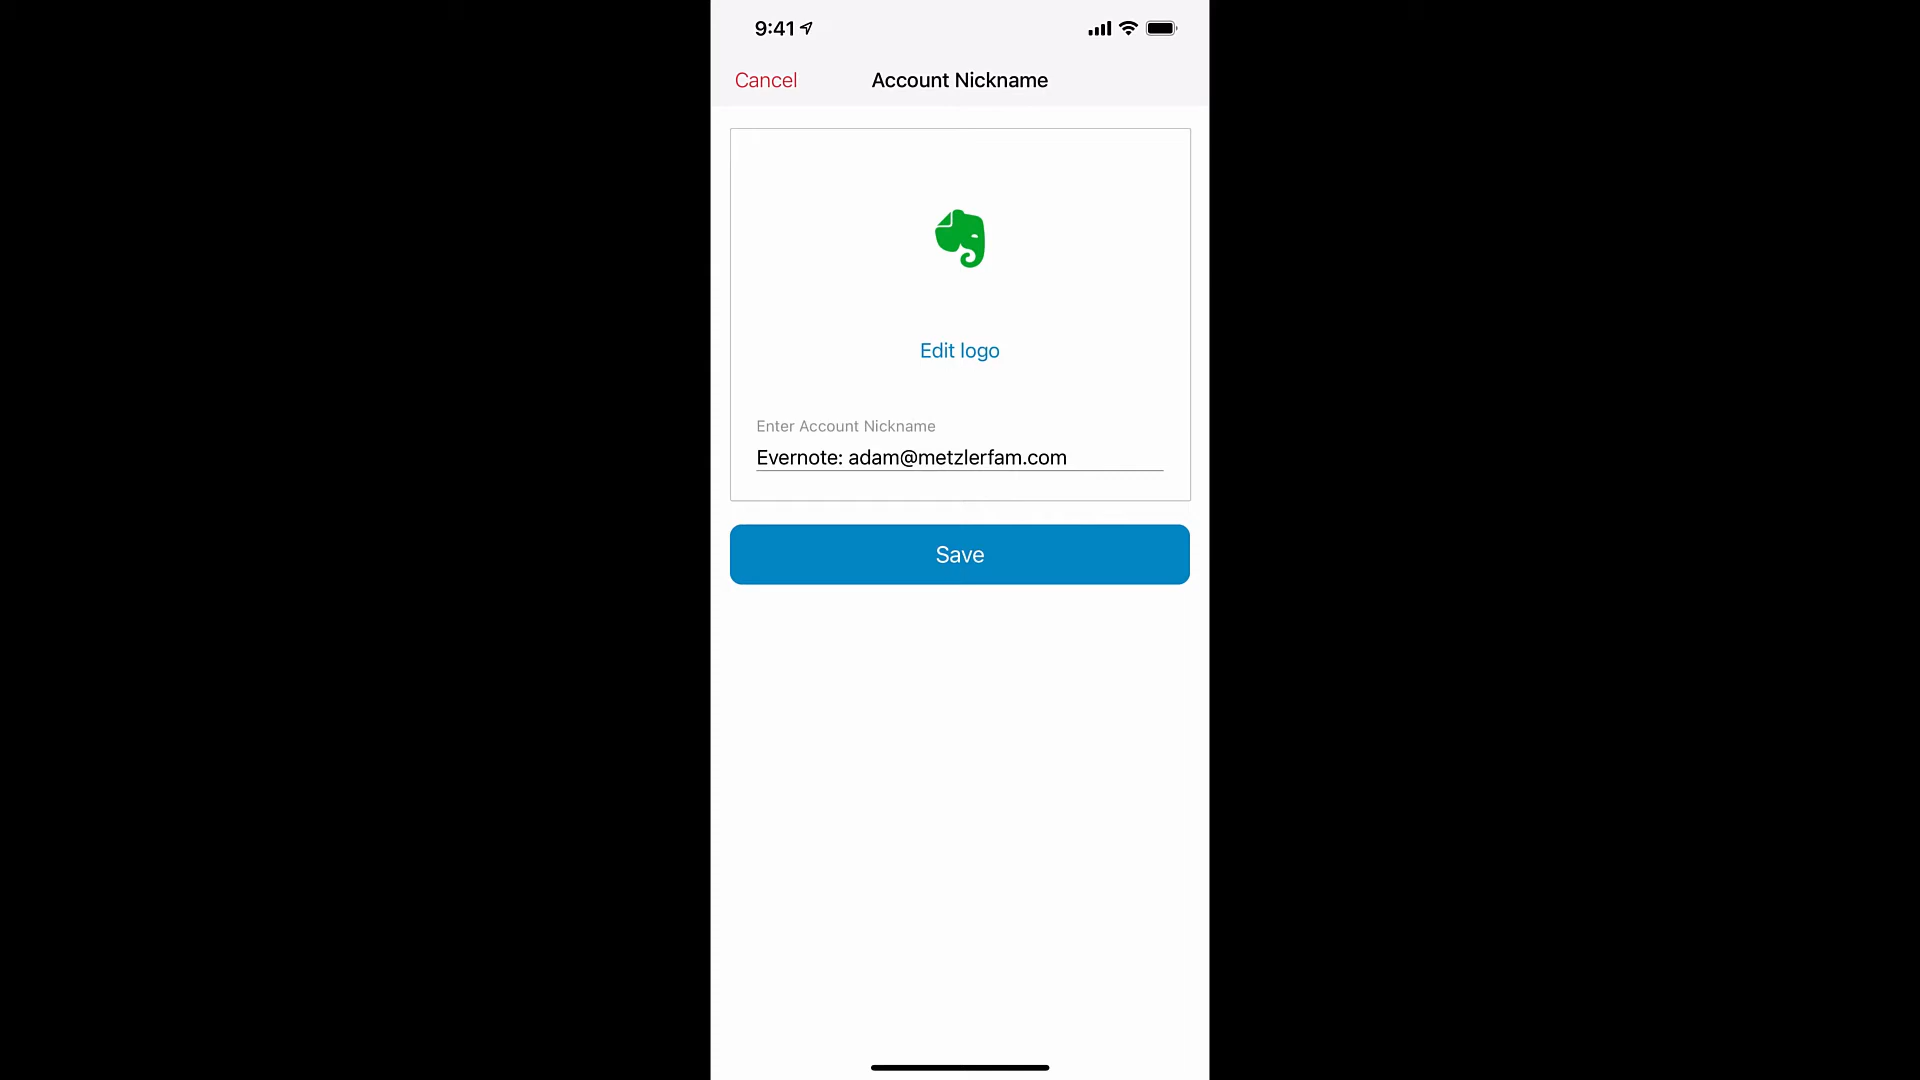 9:41
Cancel
Account Nickname
Edit logo
Enter Account Nickname
Evernote: adam@metzlerfam.com
Save